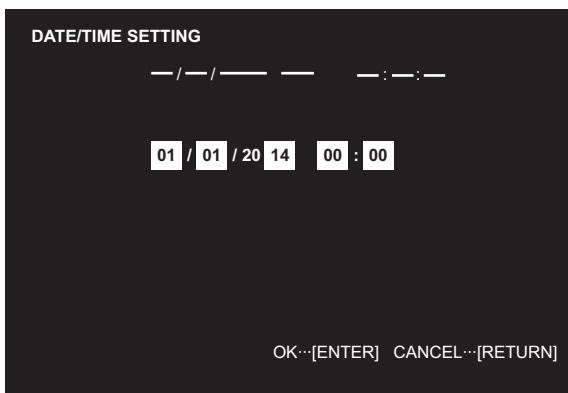 DATE/TIME SETTING
––/––/–––– –– ––:––:––
01 / 01 / 20 14 00 : 00
OK···[ENTER] CANCEL···[RETURN]